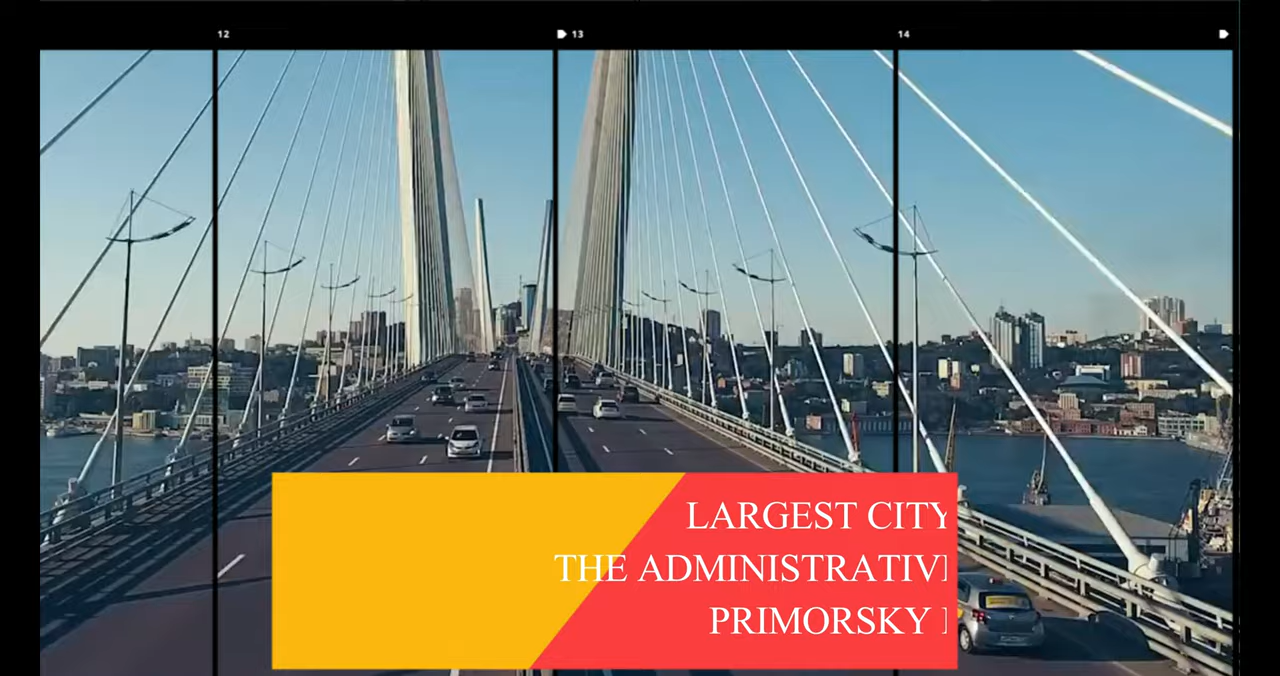 12
13
14
LARGEST CITY
THE ADMINISTRATIVE
PRIMORSKY